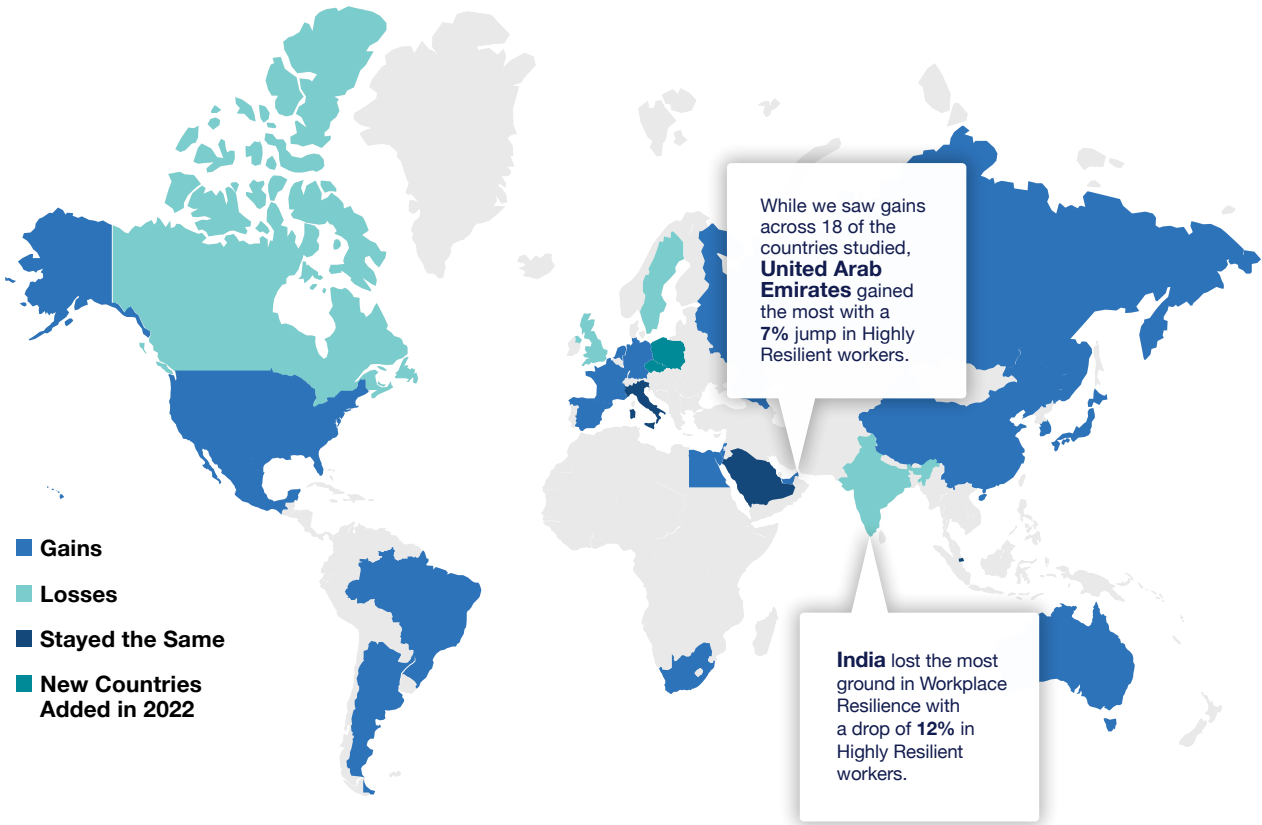 While we saw gains
across 18 of the
countries studied,
United Arab
Emirates gained
the most with a
7% jump in Highly
Resilient workers.
Gains
Losses
Stayed the Same
New Countries
Added in 2022
India lost the most
ground in Workplace
Resilience with
a drop of 12% in
Highly Resilient
workers.